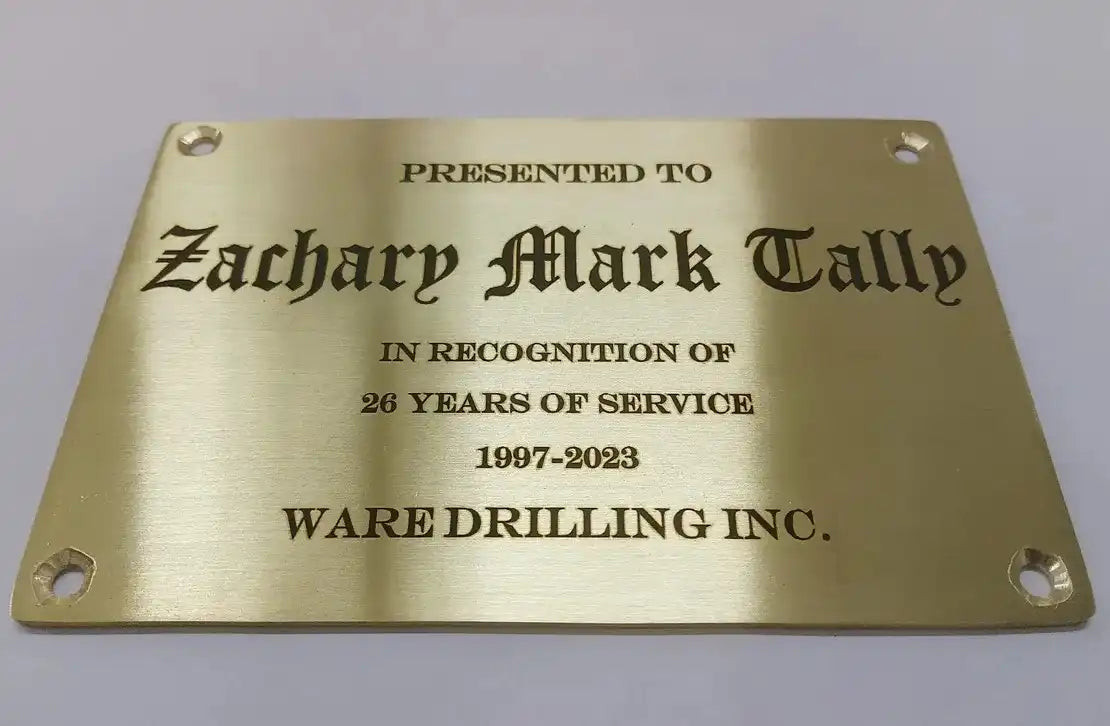 PRESENTED TO
Zachary Mark Tally
IN RECOGNITION OF
26 YEARS OF SERVICE
1997-2023
WARE DRILLING INC.